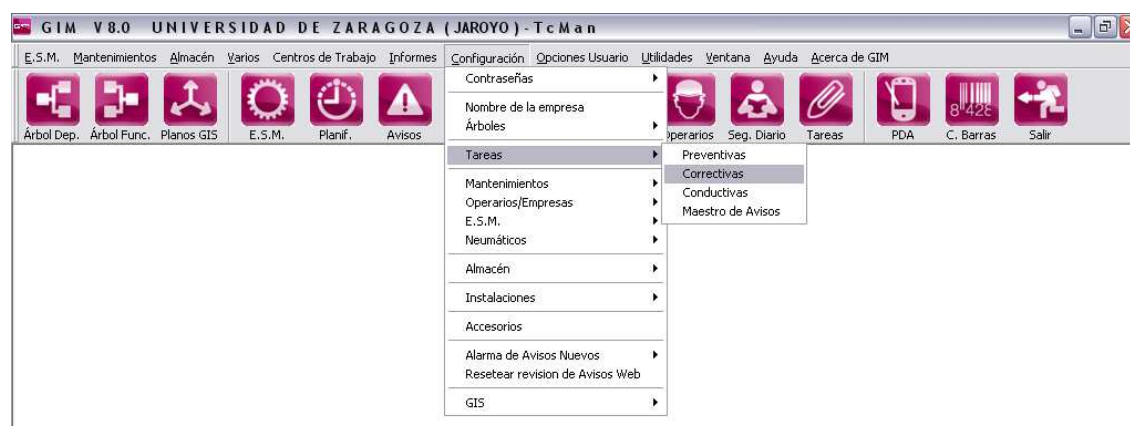 GIM V8.0 UNIVERSIDAD DE ZARAGOZA (JAROYO) - TcMan
E.S.M. Mantenimientos Almacén Varios Centros de Trabajo Informes Configuración Opciones Usuario Utilidades Ventana Ayuda Acerca de GIM
Árbol Dep. Árbol Func. Planos GIS E.S.M. Planif. Avisos perarios Seg. Diario Tareas PDA C. Barras Salir
Contraseñas
Nombre de la empresa
Árboles
Tareas
Preventivas
Correctivas
Conductivas
Maestro de Avisos
Mantenimientos
Operarios/Empresas
E.S.M.
Neumáticos
Almacén
Instalaciones
Accesorios
Alarma de Avisos Nuevos
Resetear revision de Avisos Web
GIS